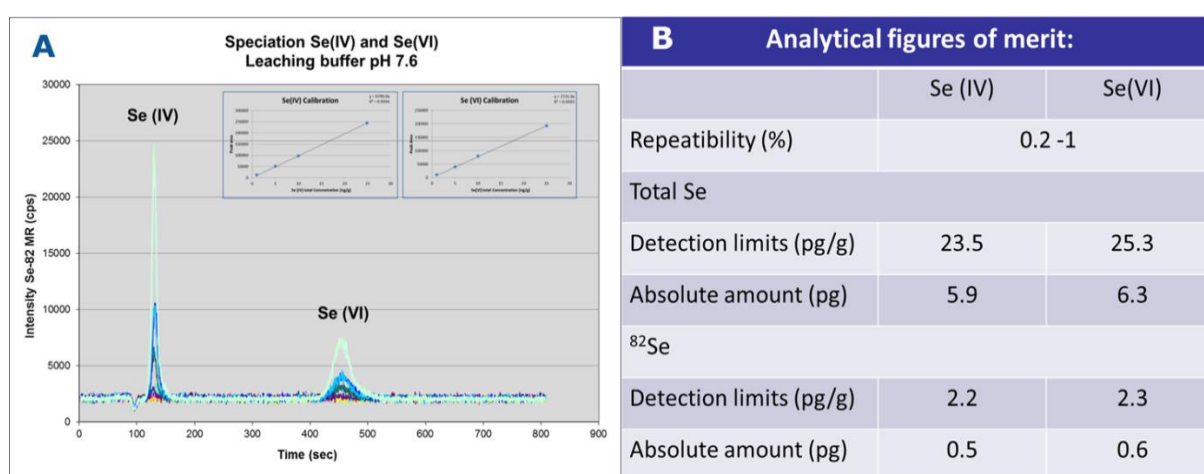 A
Speciation Se(IV) and Se(VI)
Leaching buffer pH 7.6
30000
25000
20000
15000
10000
5000
0
Intensity Se-82 MR (cps)
Se (IV)
Se (VI)
Se(IV) Calibration
Se (VI) Calibration
0 100 200 300 400 500 600 700 800 900
Time (sec)
B Analytical figures of merit:
Se (IV) Se(VI)
Repeatibility (%) 0.2 -1
Total Se
Detection limits (pg/g) 23.5 25.3
Absolute amount (pg) 5.9 6.3
⁸²Se
Detection limits (pg/g) 2.2 2.3
Absolute amount (pg) 0.5 0.6